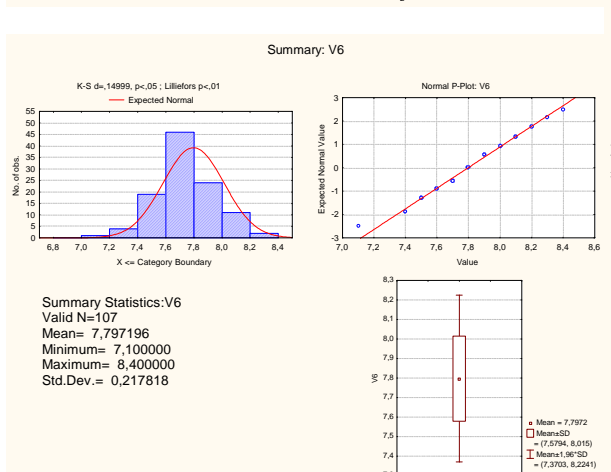 Summary: V6
K-S d=,14999, p<,05 ; Lilliefors p<,01
Expected Normal
55
50
45
40
35
30
25
20
15
10
5
0
No. of obs.
6,8 7,0 7,2 7,4 7,6 7,8 8,0 8,2 8,4
X <= Category Boundary
Normal P-Plot: V6
3
2
1
0
-1
-2
-3
Expected Normal Value
7,0 7,2 7,4 7,6 7,8 8,0 8,2 8,4 8,6
Value
Summary Statistics:V6
Valid N=107
Mean= 7,797196
Minimum= 7,100000
Maximum= 8,400000
Std.Dev.= 0,217818
8,3
8,2
8,1
8,0
7,9
7,8
7,7
7,6
7,5
7,4
V6
Mean = 7,7972
Mean±SD
= (7,5794, 8,015)
Mean±1,96*SD
= (7,3703, 8,2241)